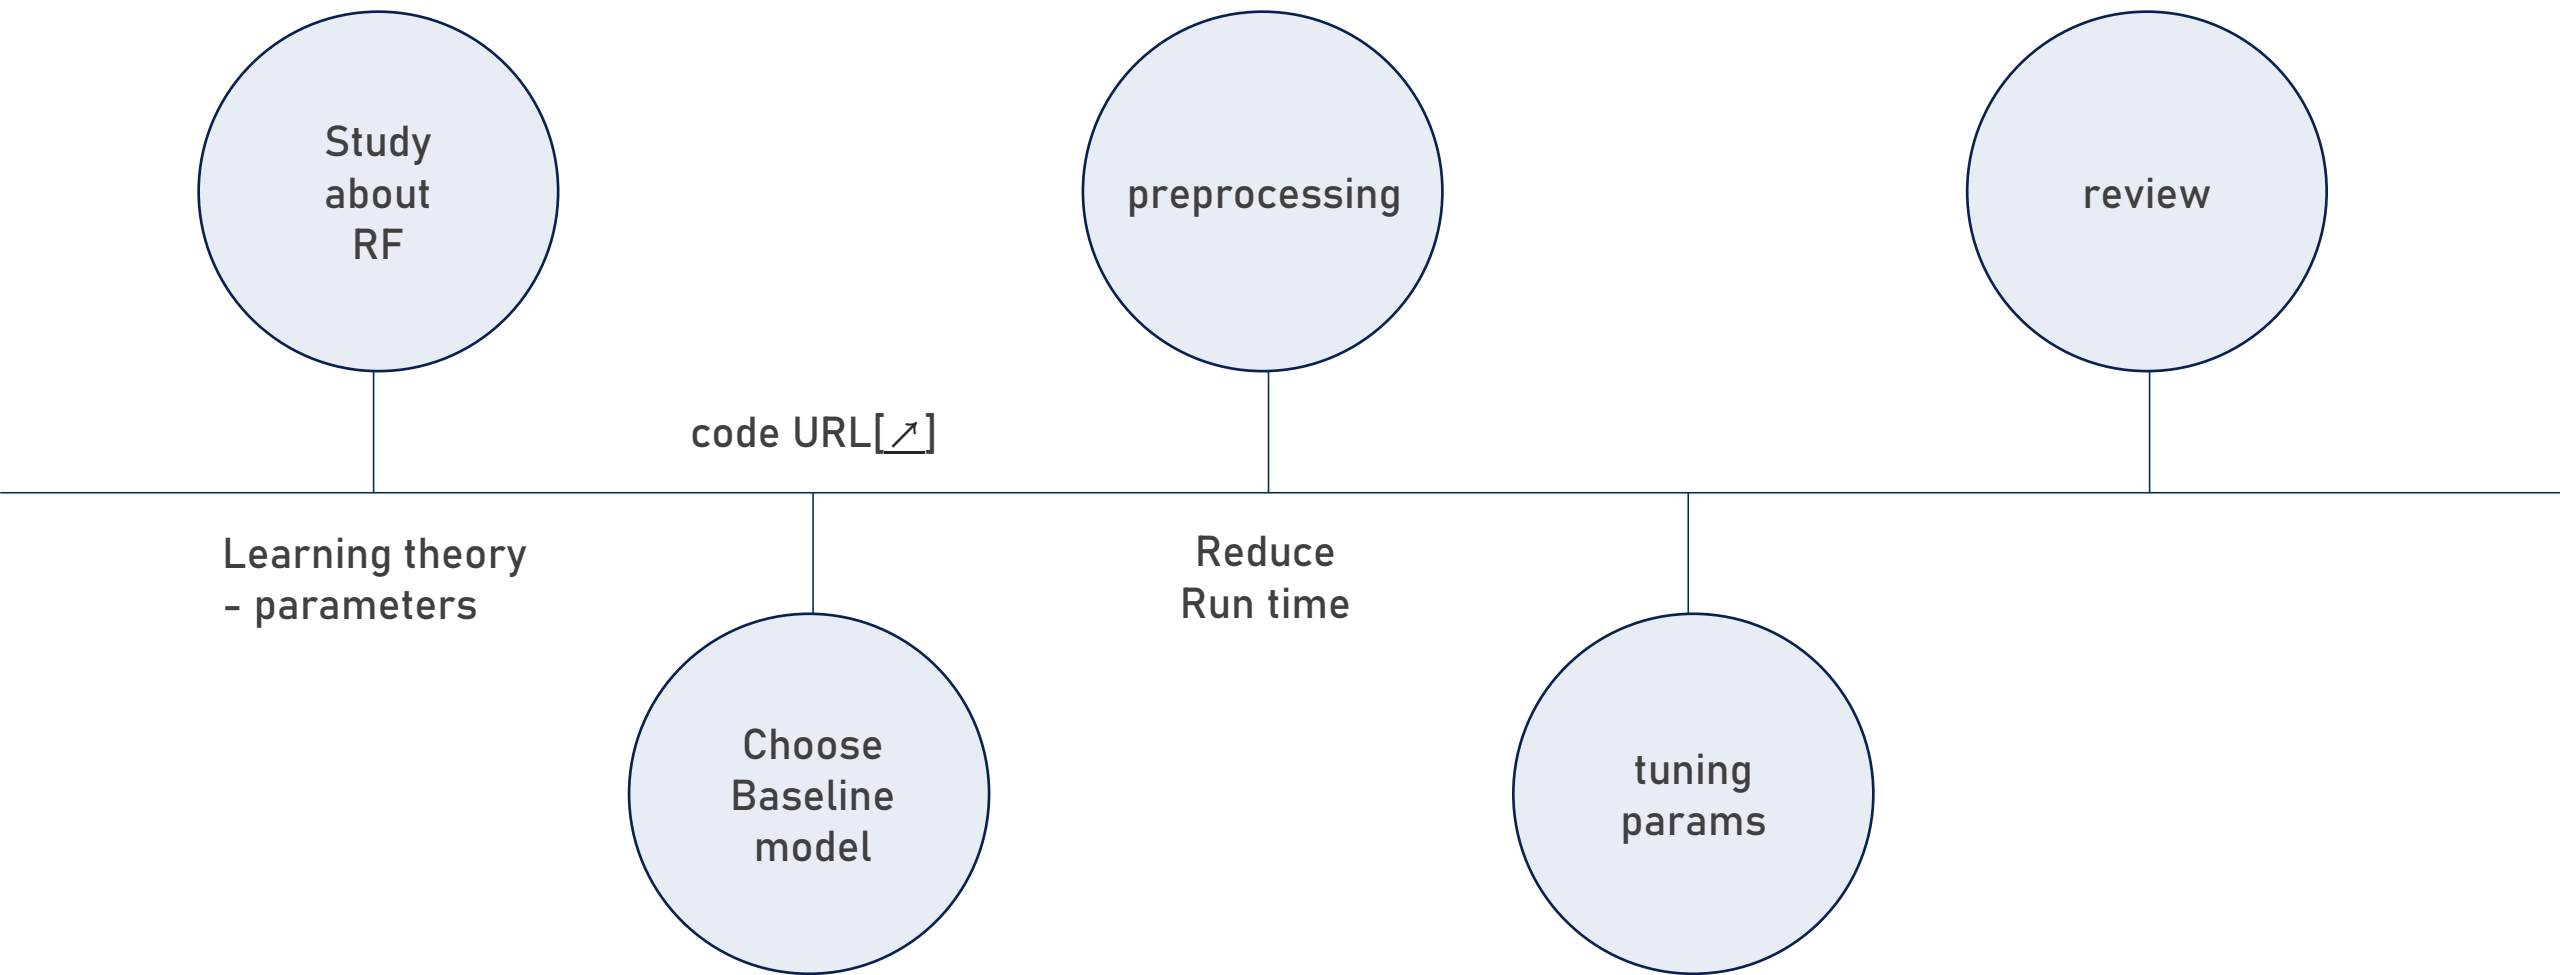 Study
about
RF
preprocessing
review
code URL[↗]
Learning theory
- parameters
Reduce
Run time
Choose
Baseline
model
tuning
params